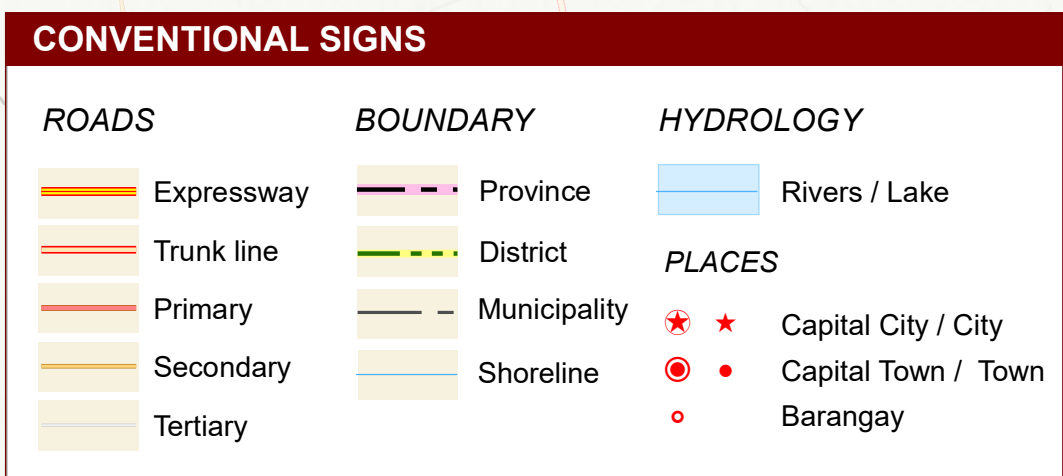 CONVENTIONAL SIGNS
ROADS
Expressway
Trunk line
Primary
Secondary
Tertiary
BOUNDARY
Province
District
Municipality
Shoreline
HYDROLOGY
Rivers / Lake
PLACES
Capital City / City
Capital Town / Town
Barangay